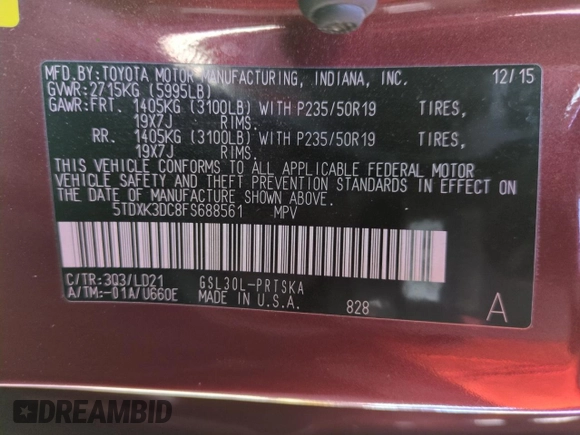 MFD.BY:TOYOTA MOTOR MANUFACTURING, INDIANA, INC. 12/15
GVWR:2715KG (5995LB)
GAWR:FRT. 1405KG (3100LB) WITH P235/50R19 TIRES,
19X7J RIMS.
RR. 1405KG (3100LB) WITH P235/50R19 TIRES,
19X7J RIMS.
THIS VEHICLE CONFORMS TO ALL APPLICABLE FEDERAL MOTOR
VEHICLE SAFETY AND THEFT PREVENTION STANDARDS IN EFFECT ON
THE DATE OF MANUFACTURE SHOWN ABOVE.
5TDXK3DC8FS688561 MPV
C/TR:3Q3/LD21 GSL30L-PRTSKA
A/TM:-01A/U660E MADE IN U.S.A. 828 A
DREAMBID